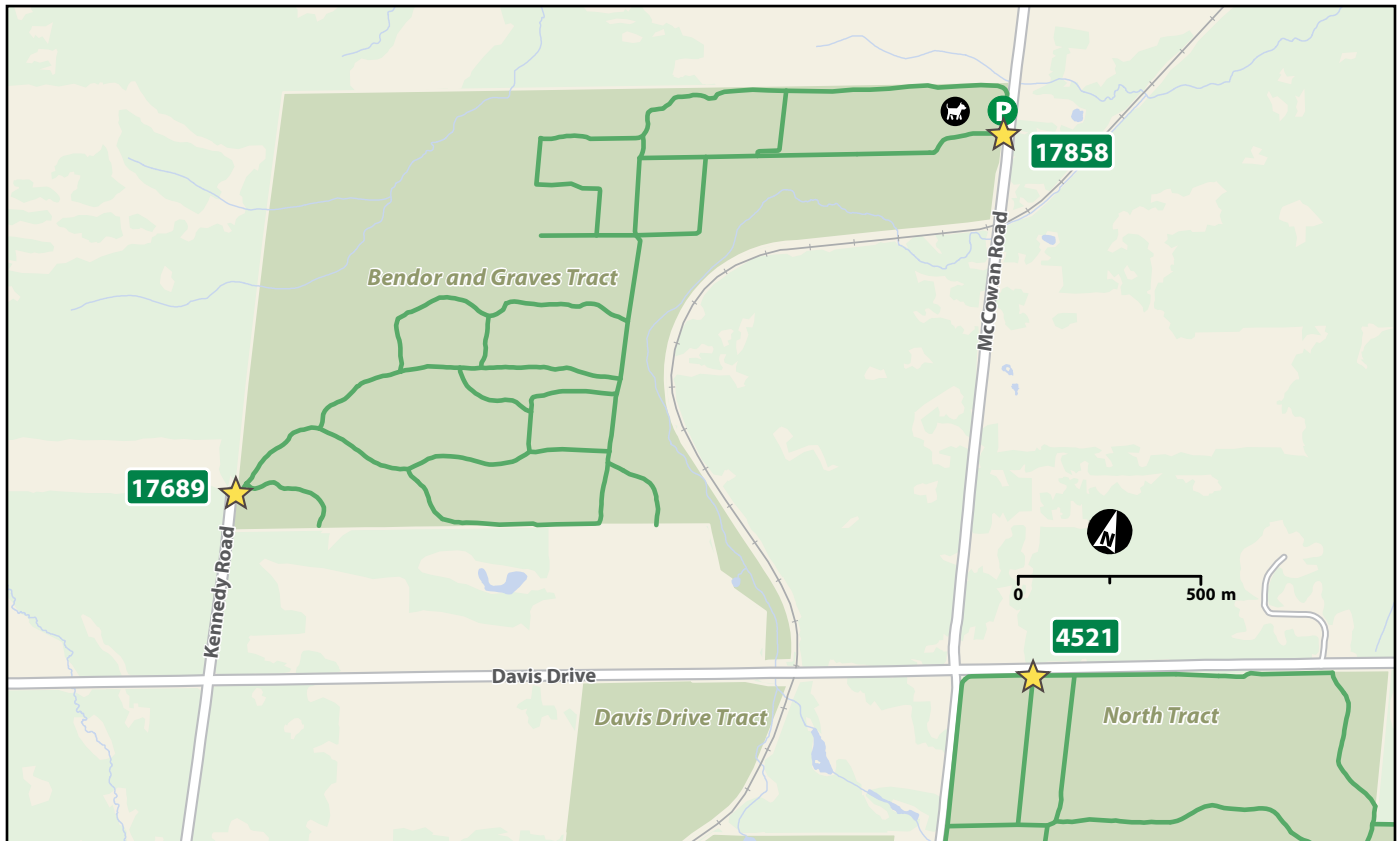 P
17858
McCowan Road
Bendor and Graves Tract
17689
Kennedy Road
N
0 500 m
4521
Davis Drive
Davis Drive Tract
North Tract